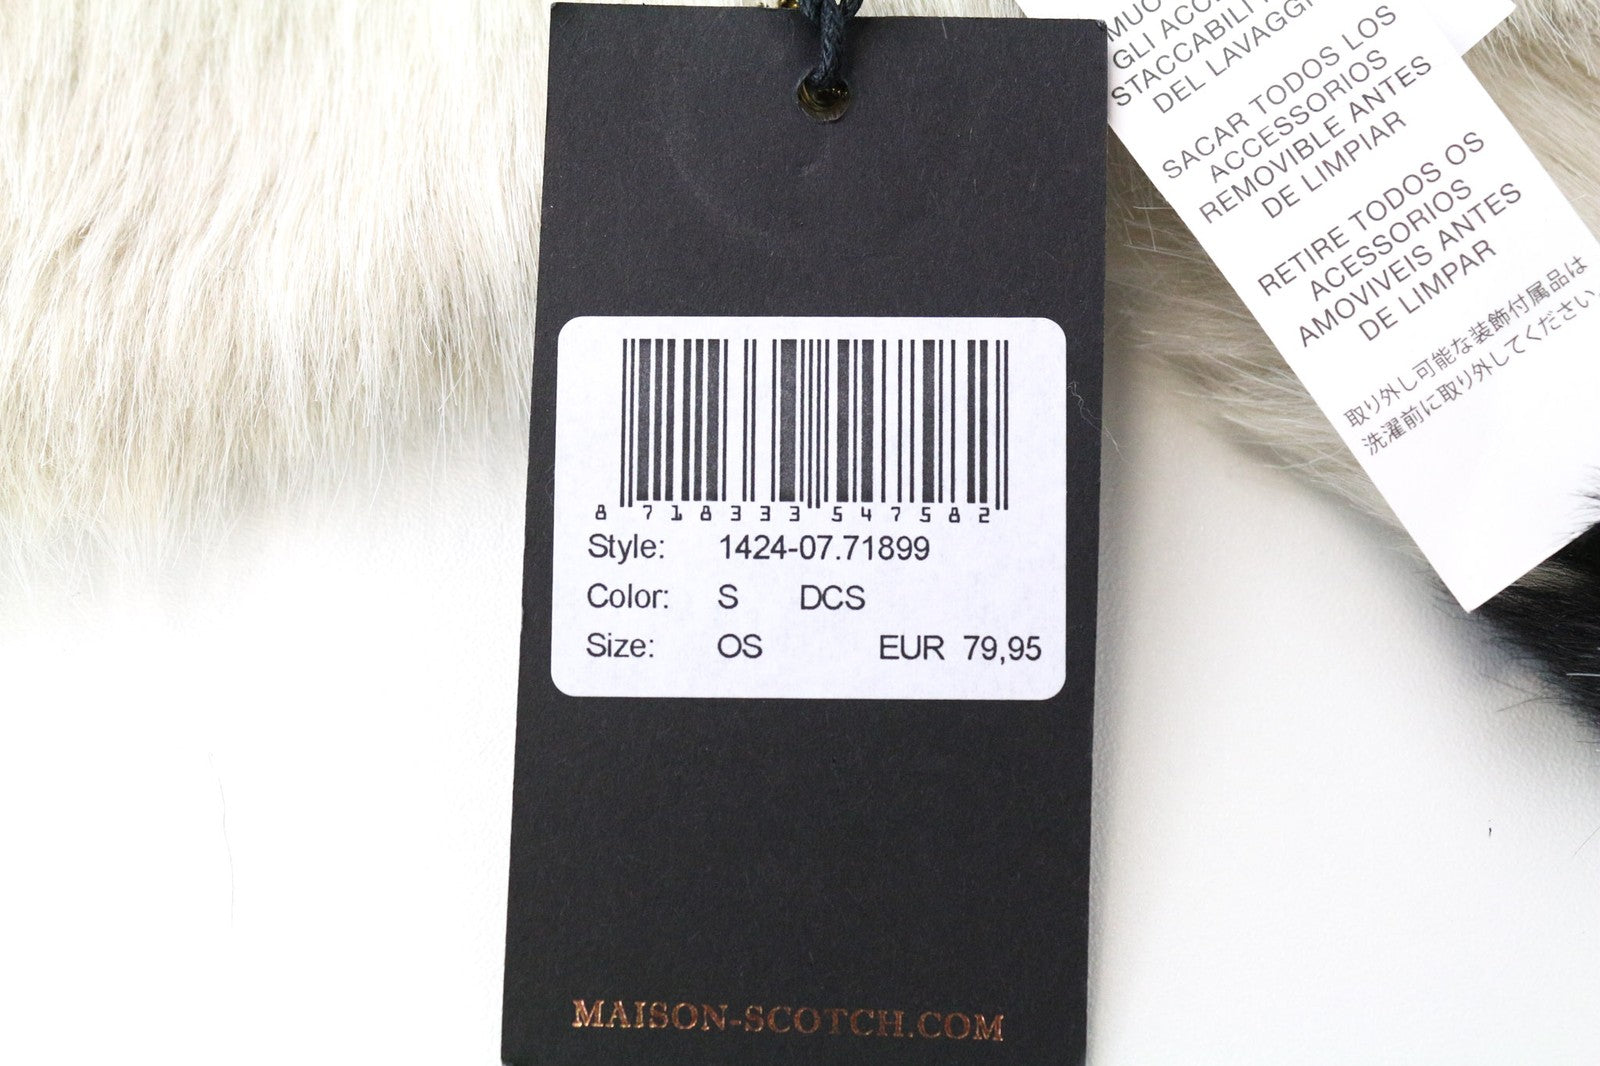 8 718333 547582
Style: 1424-07.71899
Color: S DCS
Size: OS EUR 79,95
MAISON-SCOTCH.COM
STACCABILI
DEL LAVAGGI
SACAR TODOS LOS
ACCESSORIOS
REMOVIBLE ANTES
DE LIMPIAR
RETIRE TODOS OS
ACESSORIOS
AMOVIVEIS ANTES
DE LIMPAR
取り外し可能な装飾付属品は
洗濯前に取り外してください。